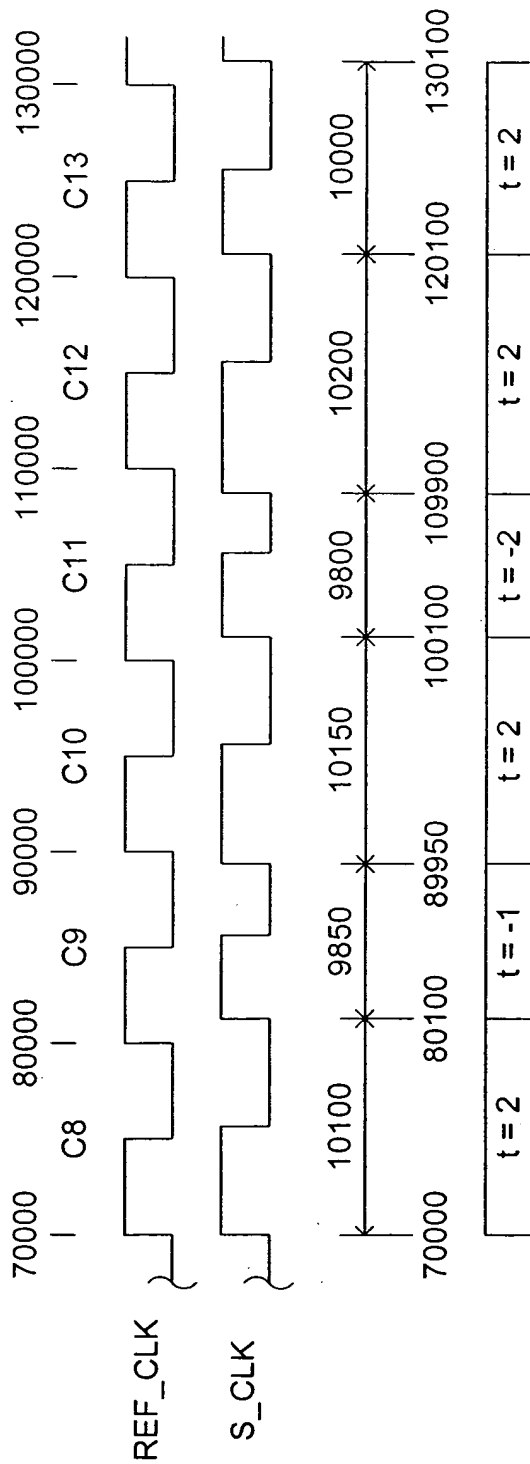 70000 80000 90000 100000 110000 120000 130000
C8 C9 C10 C11 C12 C13
REF_CLK
S_CLK
10100 9850 10150 9800 10200 10000
70000 80100 89950 100100 109900 120100 130100
t = 2 t = -1 t = 2 t = -2 t = 2 t = 2